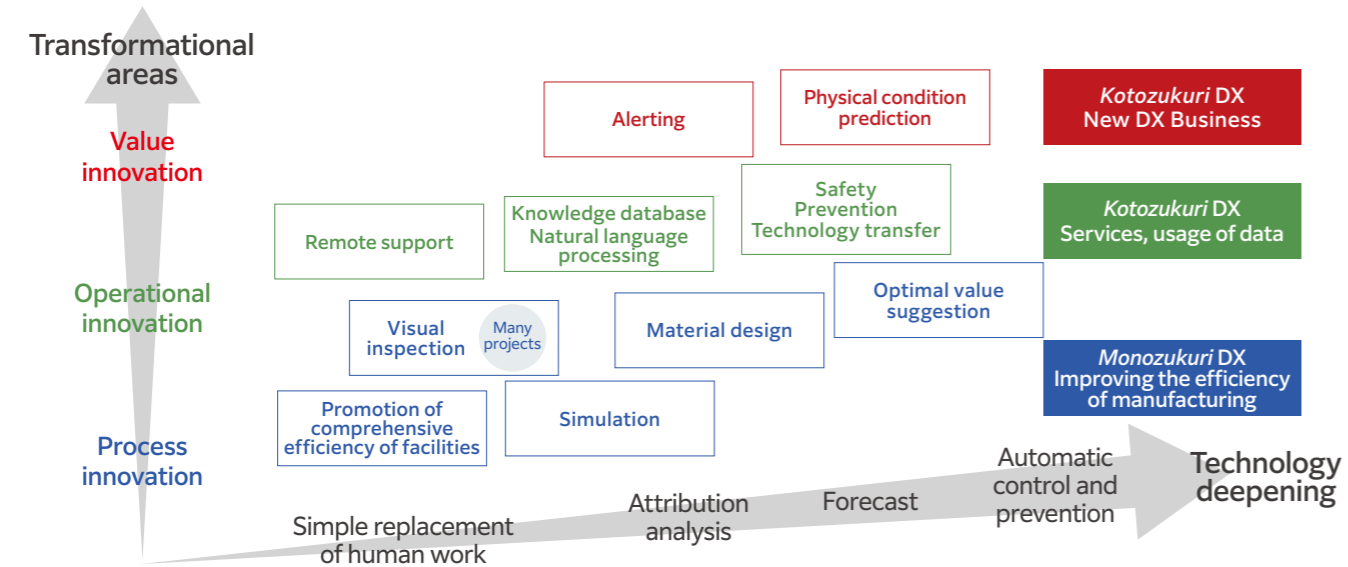 Transformational
areas
Value
innovation
Operational
innovation
Process
innovation
Alerting
Physical condition
prediction
Kotozukuri DX
New DX Business
Remote support
Knowledge database
Natural language
processing
Safety
Prevention
Technology transfer
Kotozukuri DX
Services, usage of data
Visual
inspection
Many
projects
Material design
Optimal value
suggestion
Monozukuri DX
Improving the efficiency
of manufacturing
Promotion of
comprehensive
efficiency of facilities
Simulation
Simple replacement
of human work
Attribution
analysis
Forecast
Automatic
control and
prevention
Technology
deepening